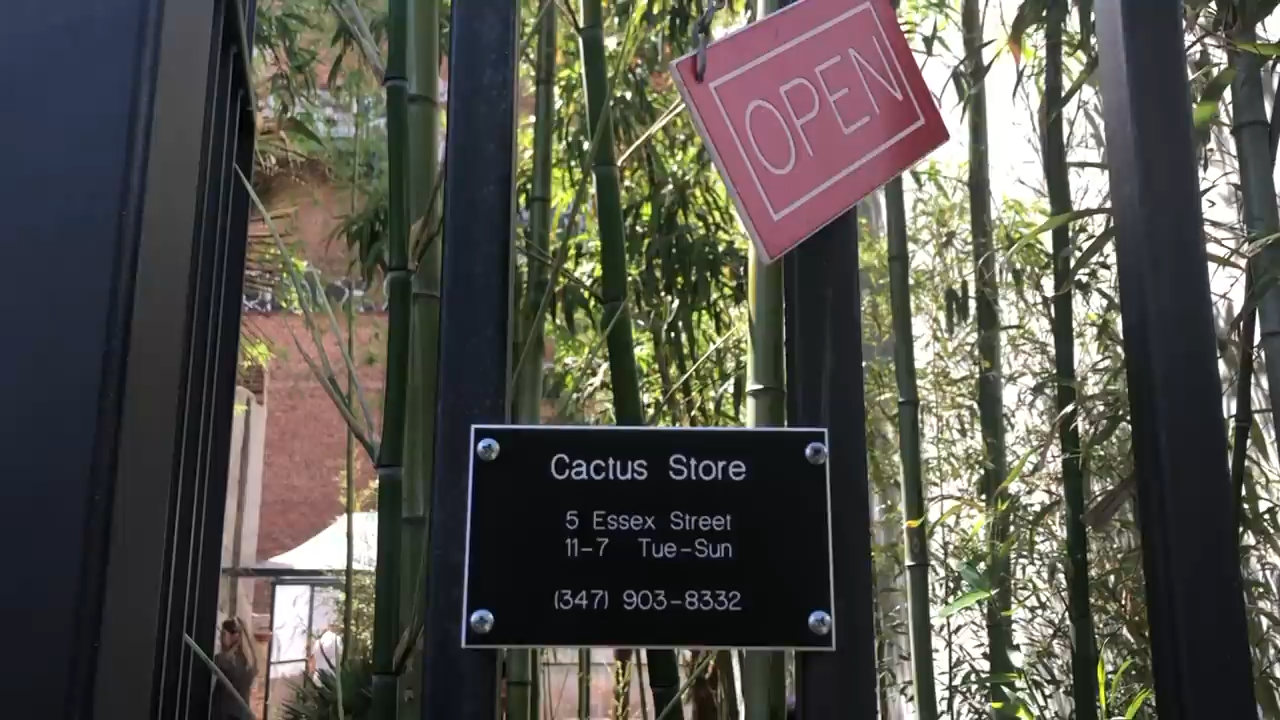 OPEN
Cactus Store
5 Essex Street
11-7 Tue-Sun
(347) 903-8332